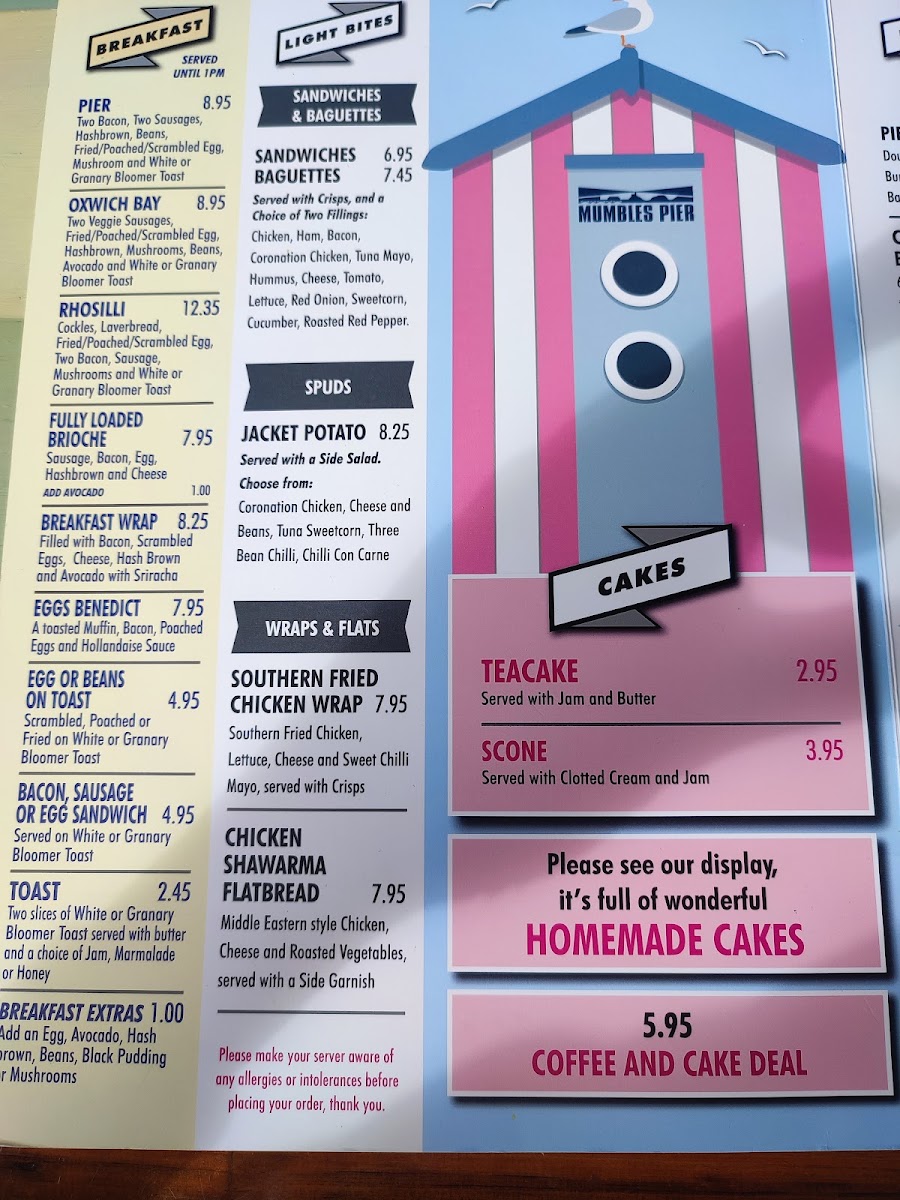 BREAKFAST
SERVED
UNTIL 1PM
PIER 8.95
Two Bacon, Two Sausages,
Hashbrown, Beans,
Fried/Poached/Scrambled Egg,
Mushroom and White or
Granary Bloomer Toast
OXWICH BAY 8.95
Two Veggie Sausages,
Fried/Poached/Scrambled Egg,
Hashbrown, Mushrooms, Beans,
Avocado and White or Granary
Bloomer Toast
RHOSILLI 12.35
Cockles, Laverbread,
Fried/Poached/Scrambled Egg,
Two Bacon, Sausage,
Mushrooms and White or
Granary Bloomer Toast
FULLY LOADED
BRIOCHE 7.95
Sausage, Bacon, Egg,
Hashbrown and Cheese
ADD AVOCADO 1.00
BREAKFAST WRAP 8.25
Filled with Bacon, Scrambled
Eggs, Cheese, Hash Brown
and Avocado with Sriracha
EGGS BENEDICT 7.95
A toasted Muffin, Bacon, Poached
Eggs and Hollandaise Sauce
EGG OR BEANS
ON TOAST 4.95
Scrambled, Poached or
Fried on White or Granary
Bloomer Toast
BACON, SAUSAGE
OR EGG SANDWICH 4.95
Served on White or Granary
Bloomer Toast
TOAST 2.45
Two slices of White or Granary
Bloomer Toast served with butter
and a choice of Jam, Marmalade
or Honey
BREAKFAST EXTRAS 1.00
Add an Egg, Avocado, Hash
brown, Beans, Black Pudding
or Mushrooms
LIGHT BITES
SANDWICHES
& BAGUETTES
SANDWICHES 6.95
BAGUETTES 7.45
Served with Crisps, and a
Choice of Two Fillings:
Chicken, Ham, Bacon,
Coronation Chicken, Tuna Mayo,
Hummus, Cheese, Tomato,
Lettuce, Red Onion, Sweetcorn,
Cucumber, Roasted Red Pepper.
SPUDS
JACKET POTATO 8.25
Served with a Side Salad.
Choose from:
Coronation Chicken, Cheese and
Beans, Tuna Sweetcorn, Three
Bean Chilli, Chilli Con Carne
WRAPS & FLATS
SOUTHERN FRIED
CHICKEN WRAP 7.95
Southern Fried Chicken,
Lettuce, Cheese and Sweet Chilli
Mayo, served with Crisps
CHICKEN
SHAWARMA
FLATBREAD 7.95
Middle Eastern style Chicken,
Cheese and Roasted Vegetables,
served with a Side Garnish
Please make your server aware of
any allergies or intolerances before
placing your order, thank you.
MUMBLES PIER
CAKES
TEACAKE 2.95
Served with Jam and Butter
SCONE 3.95
Served with Clotted Cream and Jam
Please see our display,
it's full of wonderful
HOMEMADE CAKES
5.95
COFFEE AND CAKE DEAL